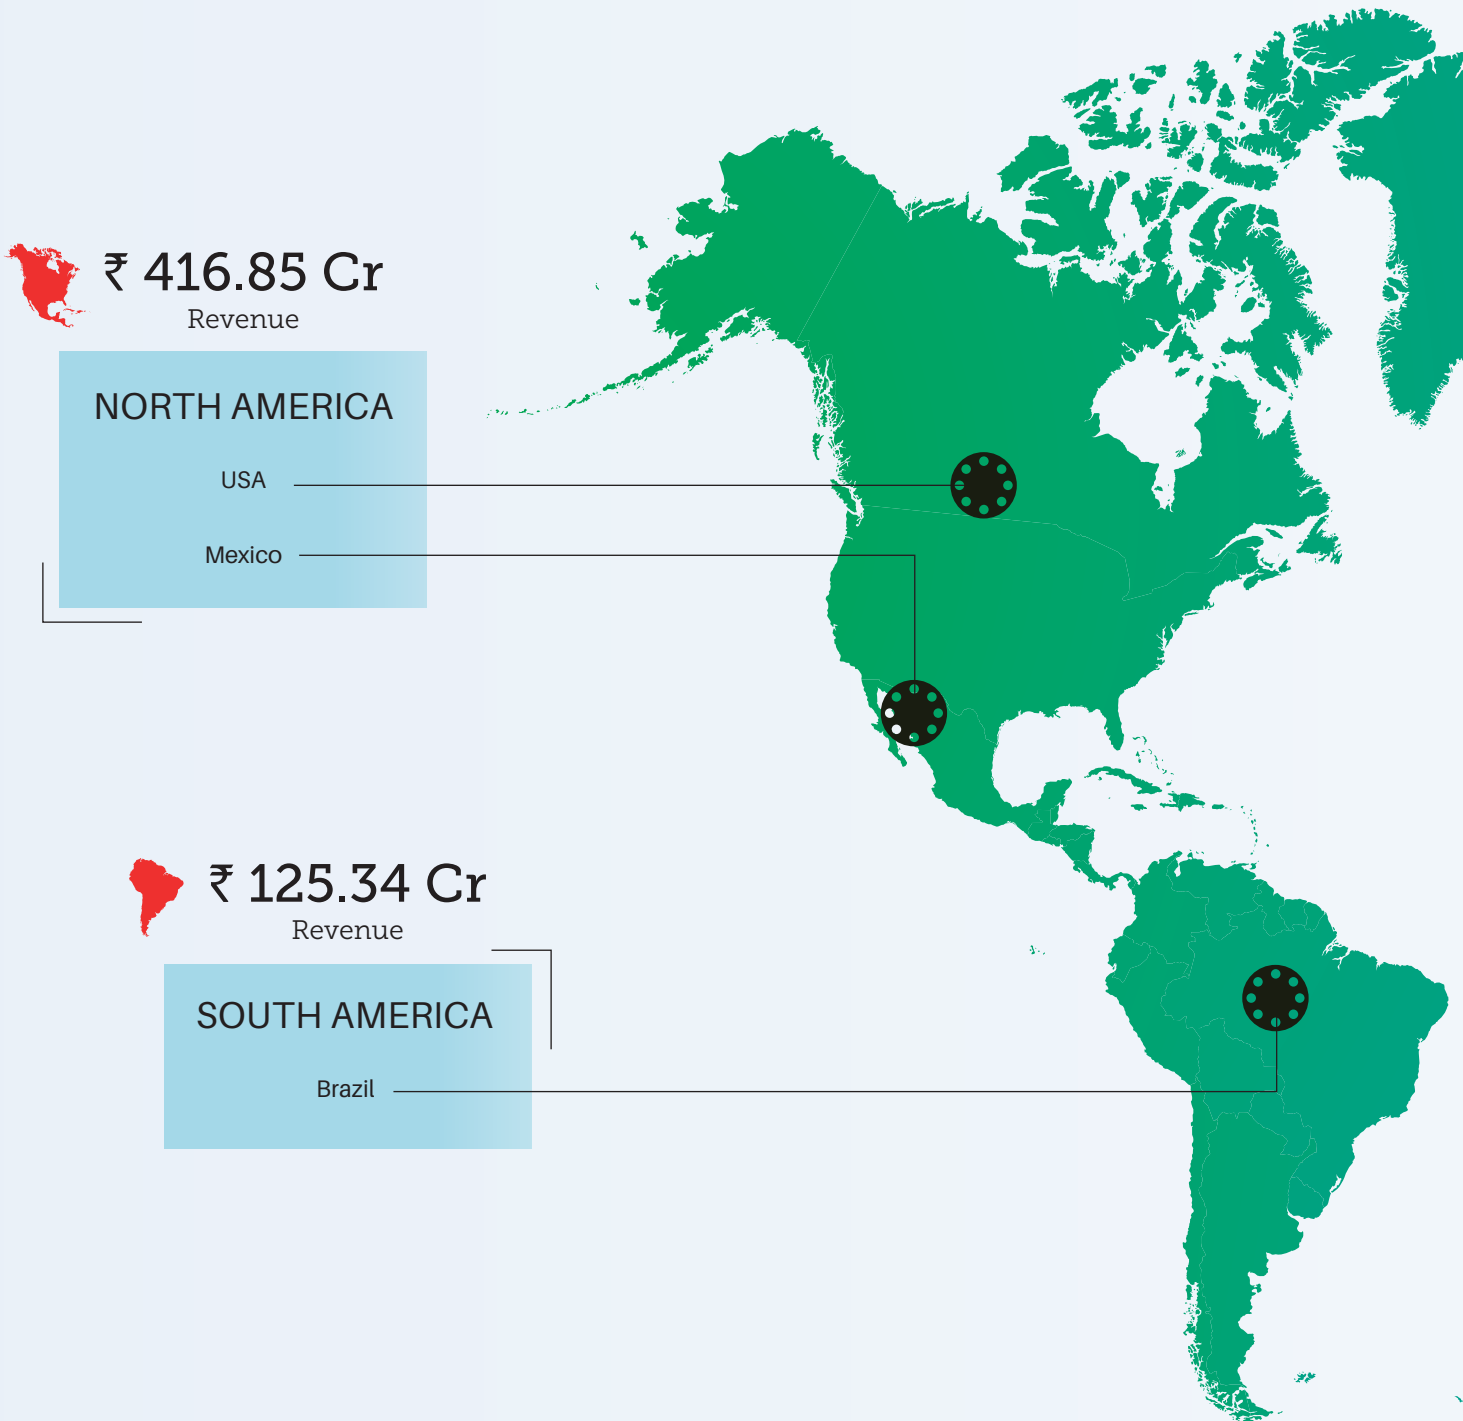 ₹ 416.85 Cr
Revenue
NORTH AMERICA
USA
Mexico
₹ 125.34 Cr
Revenue
SOUTH AMERICA
Brazil